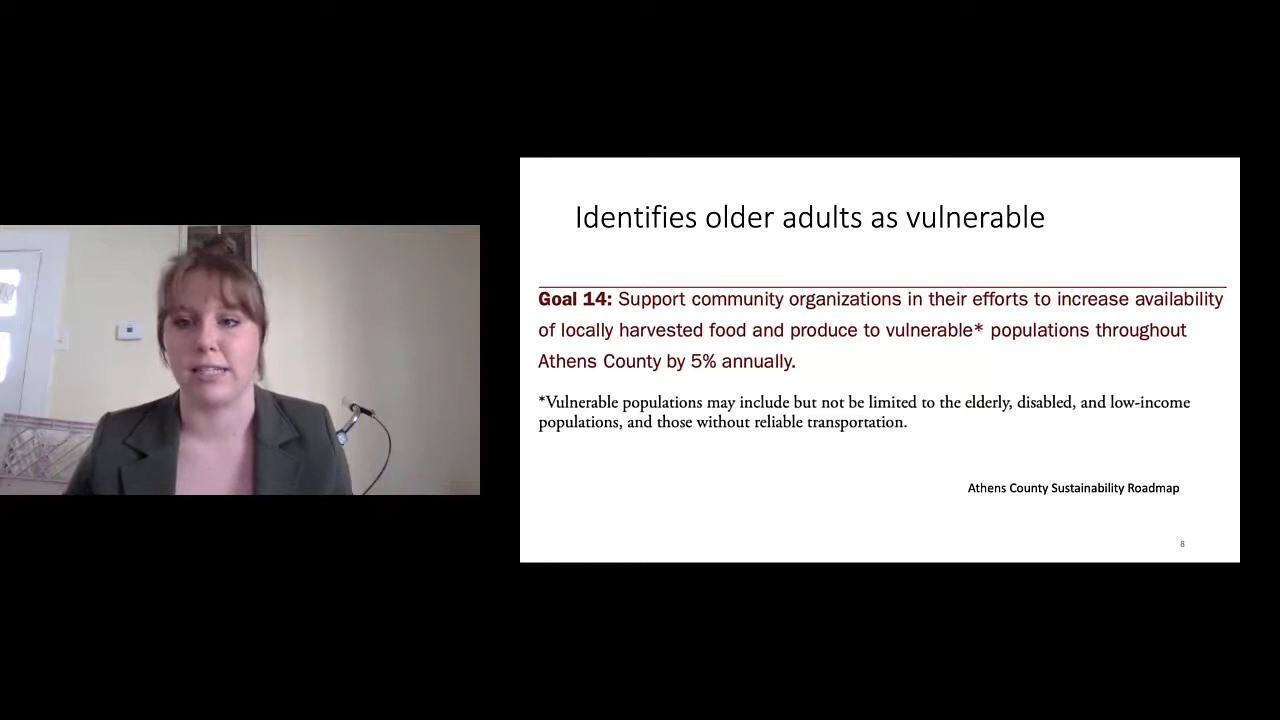 Identifies older adults as vulnerable
Goal 14: Support community organizations in their efforts to increase availability
of locally harvested food and produce to vulnerable* populations throughout
Athens County by 5% annually.
*Vulnerable populations may include but not be limited to the elderly, disabled, and low-income
populations, and those without reliable transportation.
Athens County Sustainability Roadmap
8